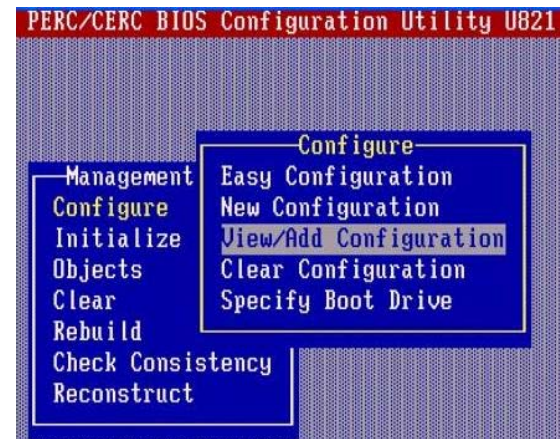 PERC/CERC BIOS Configuration Utility U821
Configure
Easy Configuration
New Configuration
View/Add Configuration
Clear Configuration
Specify Boot Drive
Management
Configure
Initialize
Objects
Clear
Rebuild
Check Consistency
Reconstruct